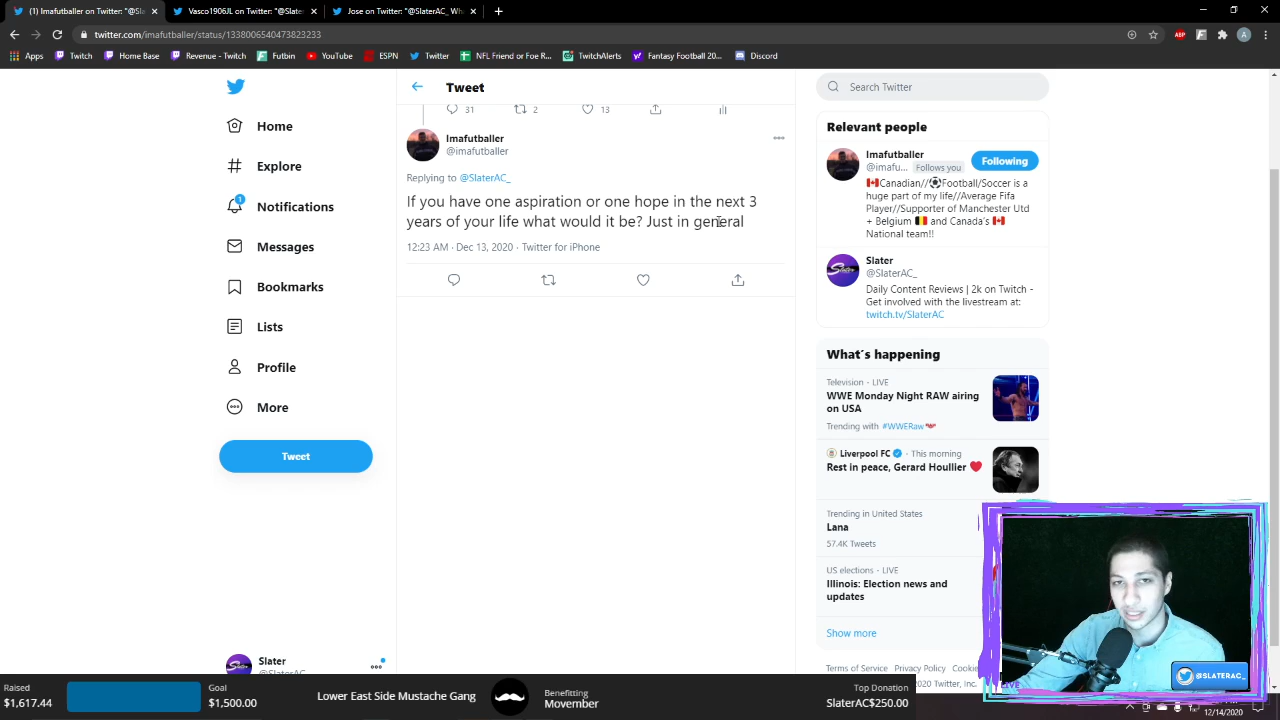 (1) Imafutballer on Twitter: "@Sl
Vasco1906JL on Twitter: "@Slater
Jose on Twitter: "@SlaterAC_ Wh
twitter.com/imafutballer/status/1338006540473823233
Apps
Twitch
Home Base
Revenue - Twitch
Futbin
YouTube
ESPN
Twitter
NFL Friend or Foe R...
TwitchAlerts
Fantasy Football 20...
Discord
Home
Explore
Notifications
1
Messages
Bookmarks
Lists
Profile
More
Tweet
Slater
@SlaterAC_
Tweet
31
2
13
Imafutballer
@imafutballer
Replying to @SlaterAC_
If you have one aspiration or one hope in the next 3
years of your life what would it be? Just in general
12:23 AM · Dec 13, 2020 · Twitter for iPhone
Search Twitter
Relevant people
Imafutballer
@imafu... Follows you
Following
🇨🇦Canadian//⚽Football/Soccer is a
huge part of my life//Average Fifa
Player//Supporter of Manchester Utd
+ Belgium 🇧🇪 and Canada's 🇨🇦
National team!!
Slater
@SlaterAC_
Daily Content Reviews | 2k on Twitch -
Get involved with the livestream at:
twitch.tv/SlaterAC
What's happening
Television · LIVE
WWE Monday Night RAW airing
on USA
Trending with #WWERaw
Liverpool FC · This morning
Rest in peace, Gerard Houllier ❤️
Trending in United States
Lana
57.4K Tweets
US elections · LIVE
Illinois: Election news and
updates
Show more
Terms of Service Privacy Policy Cookie
2020 Twitter, Inc.
LIVE
@SLATERAC_
Raised
$1,617.44
Goal
$1,500.00
Lower East Side Mustache Gang
Benefitting
Movember
Top Donation
SlaterAC$250.00
12/14/2020